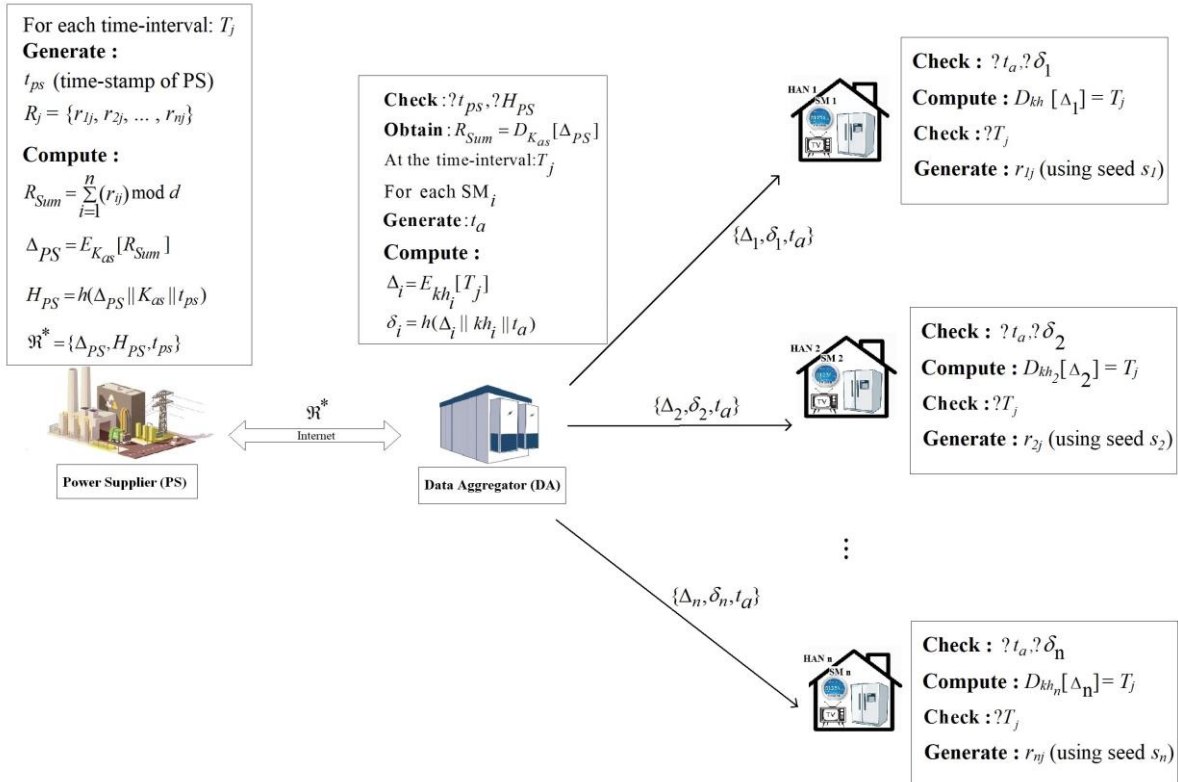 For each time-interval: T_j
Generate :
t_ps (time-stamp of PS)
R_j = {r_1j, r_2j, ... , r_nj}
Compute :
R_Sum = ∑_{i=1}^{n} (r_ij) mod d
Δ_PS = E_{K_as}[R_Sum]
H_PS = h(Δ_PS || K_as || t_ps)
ℜ* = {Δ_PS, H_PS, t_ps}
Power Supplier (PS)
ℜ*
Internet
Check :?t_ps,?H_PS
Obtain : R_Sum = D_{K_as}[Δ_PS]
At the time-interval:T_j
For each SM_i
Generate :t_a
Compute :
Δ_i = E_{kh_i}[T_j]
δ_i = h(Δ_i || kh_i || t_a)
Data Aggregator (DA)
{Δ_1,δ_1,t_a}
HAN 1
SM 1
TV
Check : ?t_a,?δ_1
Compute : D_kh [Δ_1] = T_j
Check : ?T_j
Generate : r_1j (using seed s_1)
{Δ_2,δ_2,t_a}
HAN 2
SM 2
TV
Check : ?t_a,?δ_2
Compute : D_{kh_2}[Δ_2] = T_j
Check : ?T_j
Generate : r_2j (using seed s_2)
⋮
{Δ_n,δ_n,t_a}
HAN n
SM n
TV
Check : ?t_a,?δ_n
Compute : D_{kh_n}[Δ_n] = T_j
Check :?T_j
Generate : r_nj (using seed s_n)